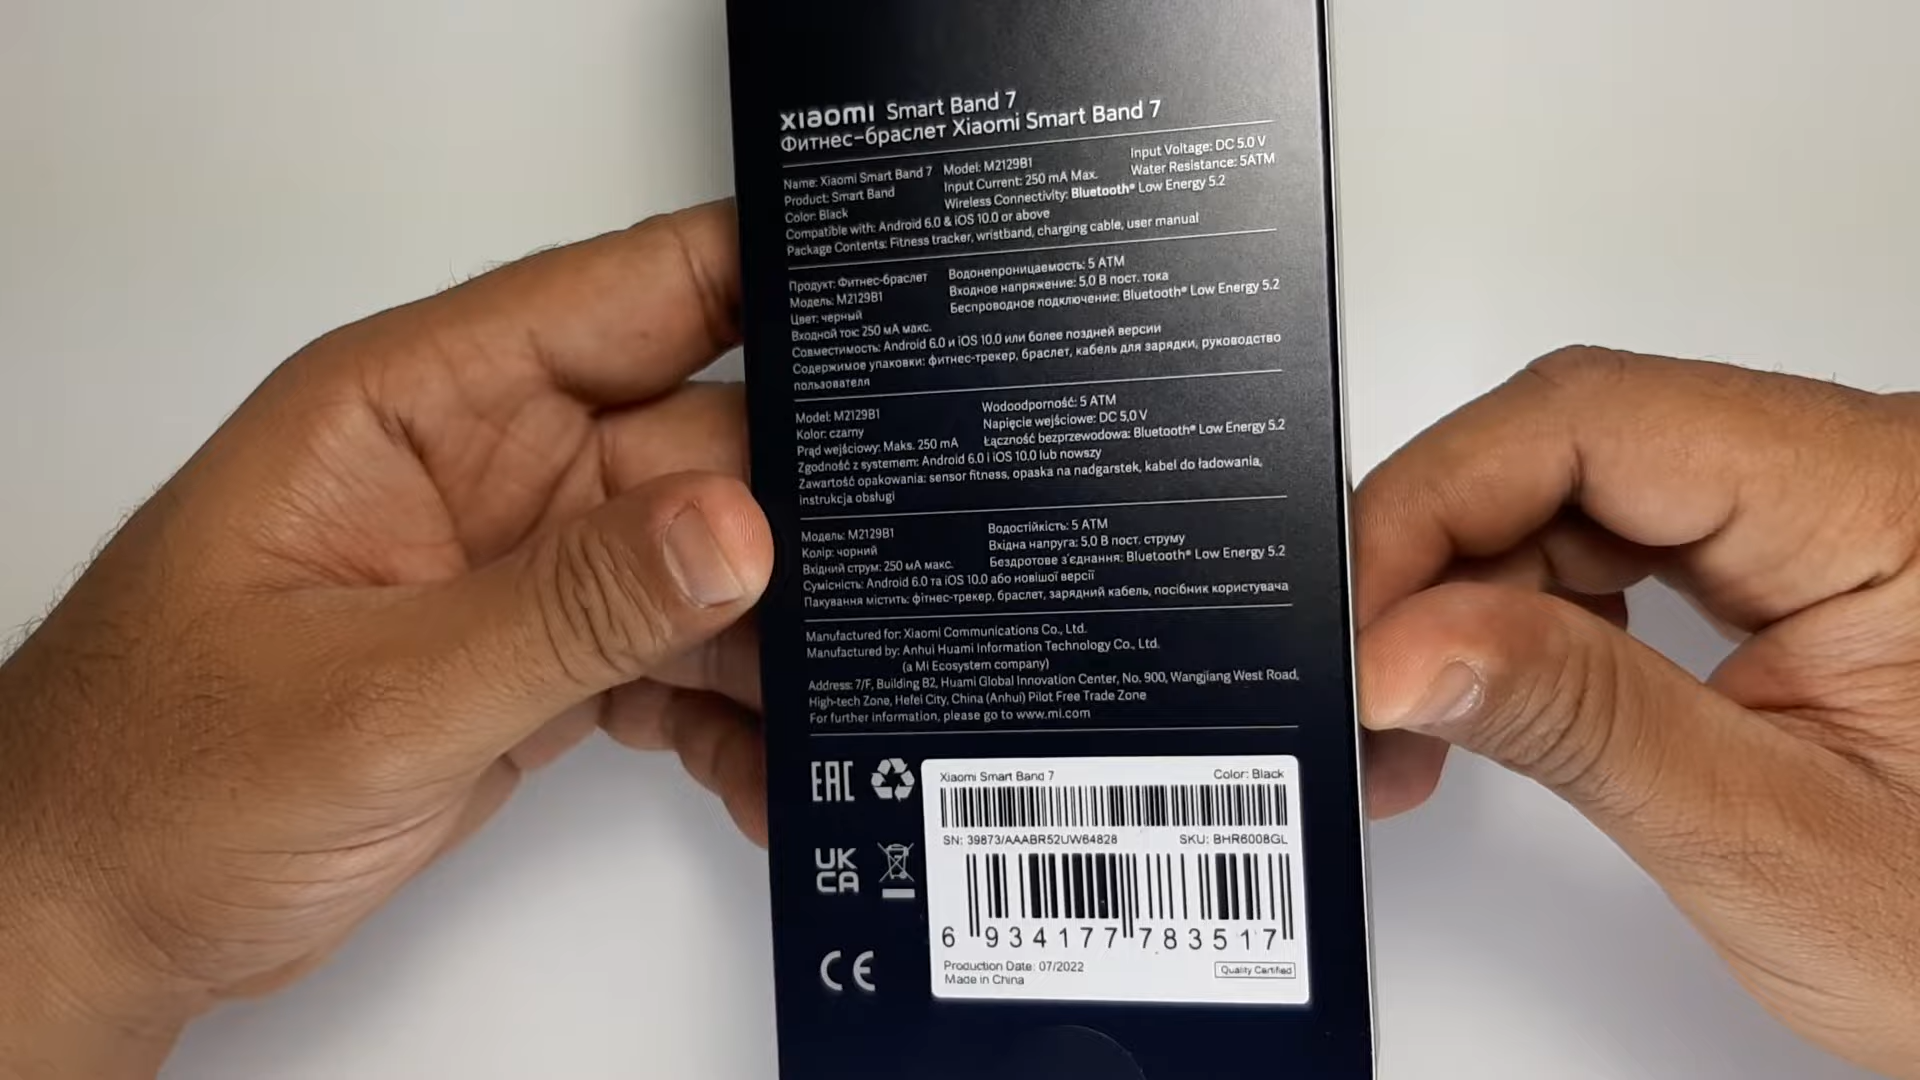 xiaomi Smart Band 7
Фитнес-браслет Xiaomi Smart Band 7
Name: Xiaomi Smart Band 7 Model: M2129B1 Input Voltage: DC 5.0 V
Product: Smart Band Input Current: 250 mA Max. Water Resistance: 5ATM
Color: Black Wireless Connectivity: Bluetooth® Low Energy 5.2
Compatible with: Android 6.0 & iOS 10.0 or above
Package Contents: Fitness tracker, wristband, charging cable, user manual
Продукт: Фитнес-браслет Водонепроницаемость: 5 ATM
Модель: M2129B1 Входное напряжение: 5,0 В пост. тока
Цвет: черный Беспроводное подключение: Bluetooth® Low Energy 5.2
Входной ток: 250 мА макс.
Совместимость: Android 6.0 и iOS 10.0 или более поздней версии
Содержимое упаковки: фитнес-трекер, браслет, кабель для зарядки, руководство
пользователя
Model: M2129B1 Wodoodporność: 5 ATM
Kolor: czarny Napięcie wejściowe: DC 5.0 V
Prąd wejściowy: Maks. 250 mA Łączność bezprzewodowa: Bluetooth® Low Energy 5.2
Zgodność z systemem: Android 6.0 i iOS 10.0 lub nowszy
Zawartość opakowania: sensor fitness, opaska na nadgarstek, kabel do ładowania,
instrukcja obsługi
Модель: M2129B1 Водостійкість: 5 ATM
Колір: чорний Вхідна напруга: 5,0 В пост. струму
Вхідний струм: 250 мА макс. Бездротове з'єднання: Bluetooth® Low Energy 5.2
Сумісність: Android 6.0 та iOS 10.0 або новішої версії
Пакування містить: фітнес-трекер, браслет, зарядний кабель, посібник користувача
Manufactured for: Xiaomi Communications Co., Ltd.
Manufactured by: Anhui Huami Information Technology Co., Ltd.
(a Mi Ecosystem company)
Address: 7/F, Building B2, Huami Global Innovation Center, No. 900, Wangjiang West Road,
High-tech Zone, Hefei City, China (Anhui) Pilot Free Trade Zone
For further information, please go to www.mi.com
EAC
UK
CA
CE
Xiaomi Smart Band 7 Color: Black
SN: 39873/AAABR52UW64828 SKU: BHR6008GL
6 934177 783517
Production Date: 07/2022
Made in China
Quality Certified